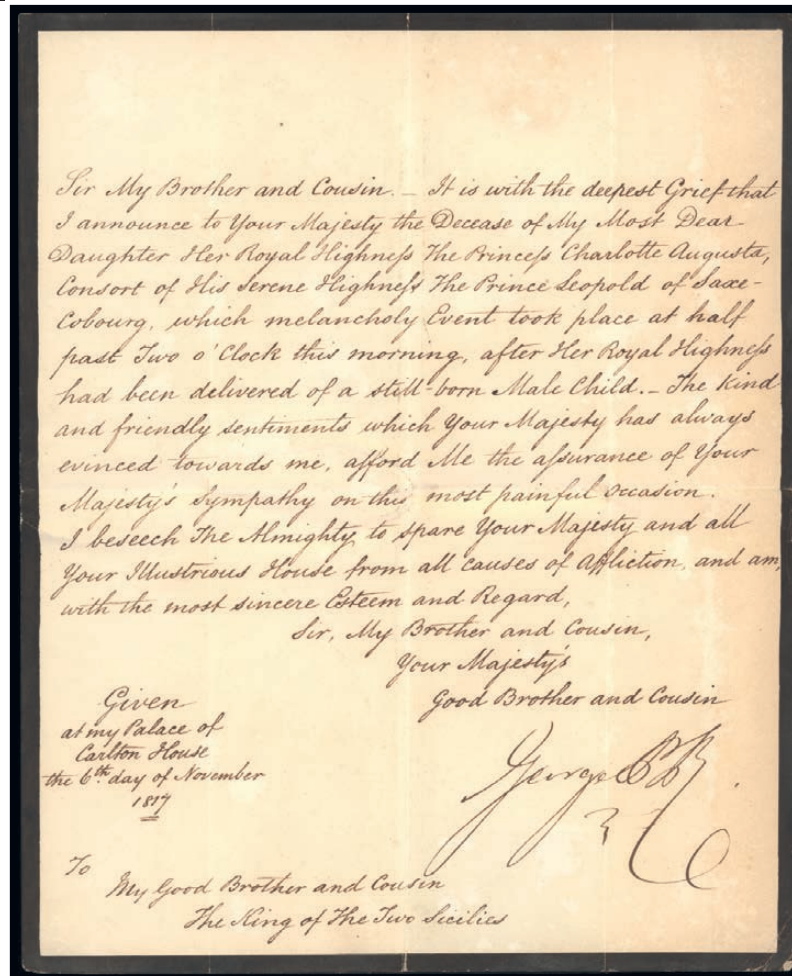 Sir My Brother and Cousin. _ It is with the deepest Grief that
I announce to Your Majesty the Decease of My Most Dear
Daughter Her Royal Highneſs The Princeſs Charlotte Augusta,
Consort of His Serene Highneſs The Prince Leopold of Saxe-
Cobourg, which melancholy Event took place at half
past Two o'Clock this morning, after Her Royal Highneſs
had been delivered of a still-born Male Child. _ The Kind
and friendly sentiments which Your Majesty has always
evinced towards me, afford Me the aſsurance of Your
Majesty's Sympathy on this most painful occasion.
I beseech The Almighty to spare Your Majesty and all
Your Illustrious House from all causes of Affliction, and am,
with the most sincere Esteem and Regard,
Sir, My Brother and Cousin,
Your Majesty's
Good Brother and Cousin
George PR
Given
at my Palace of
Carlton House
the 6th day of November
1817
To
My Good Brother and Cousin
The King of The Two Sicilies